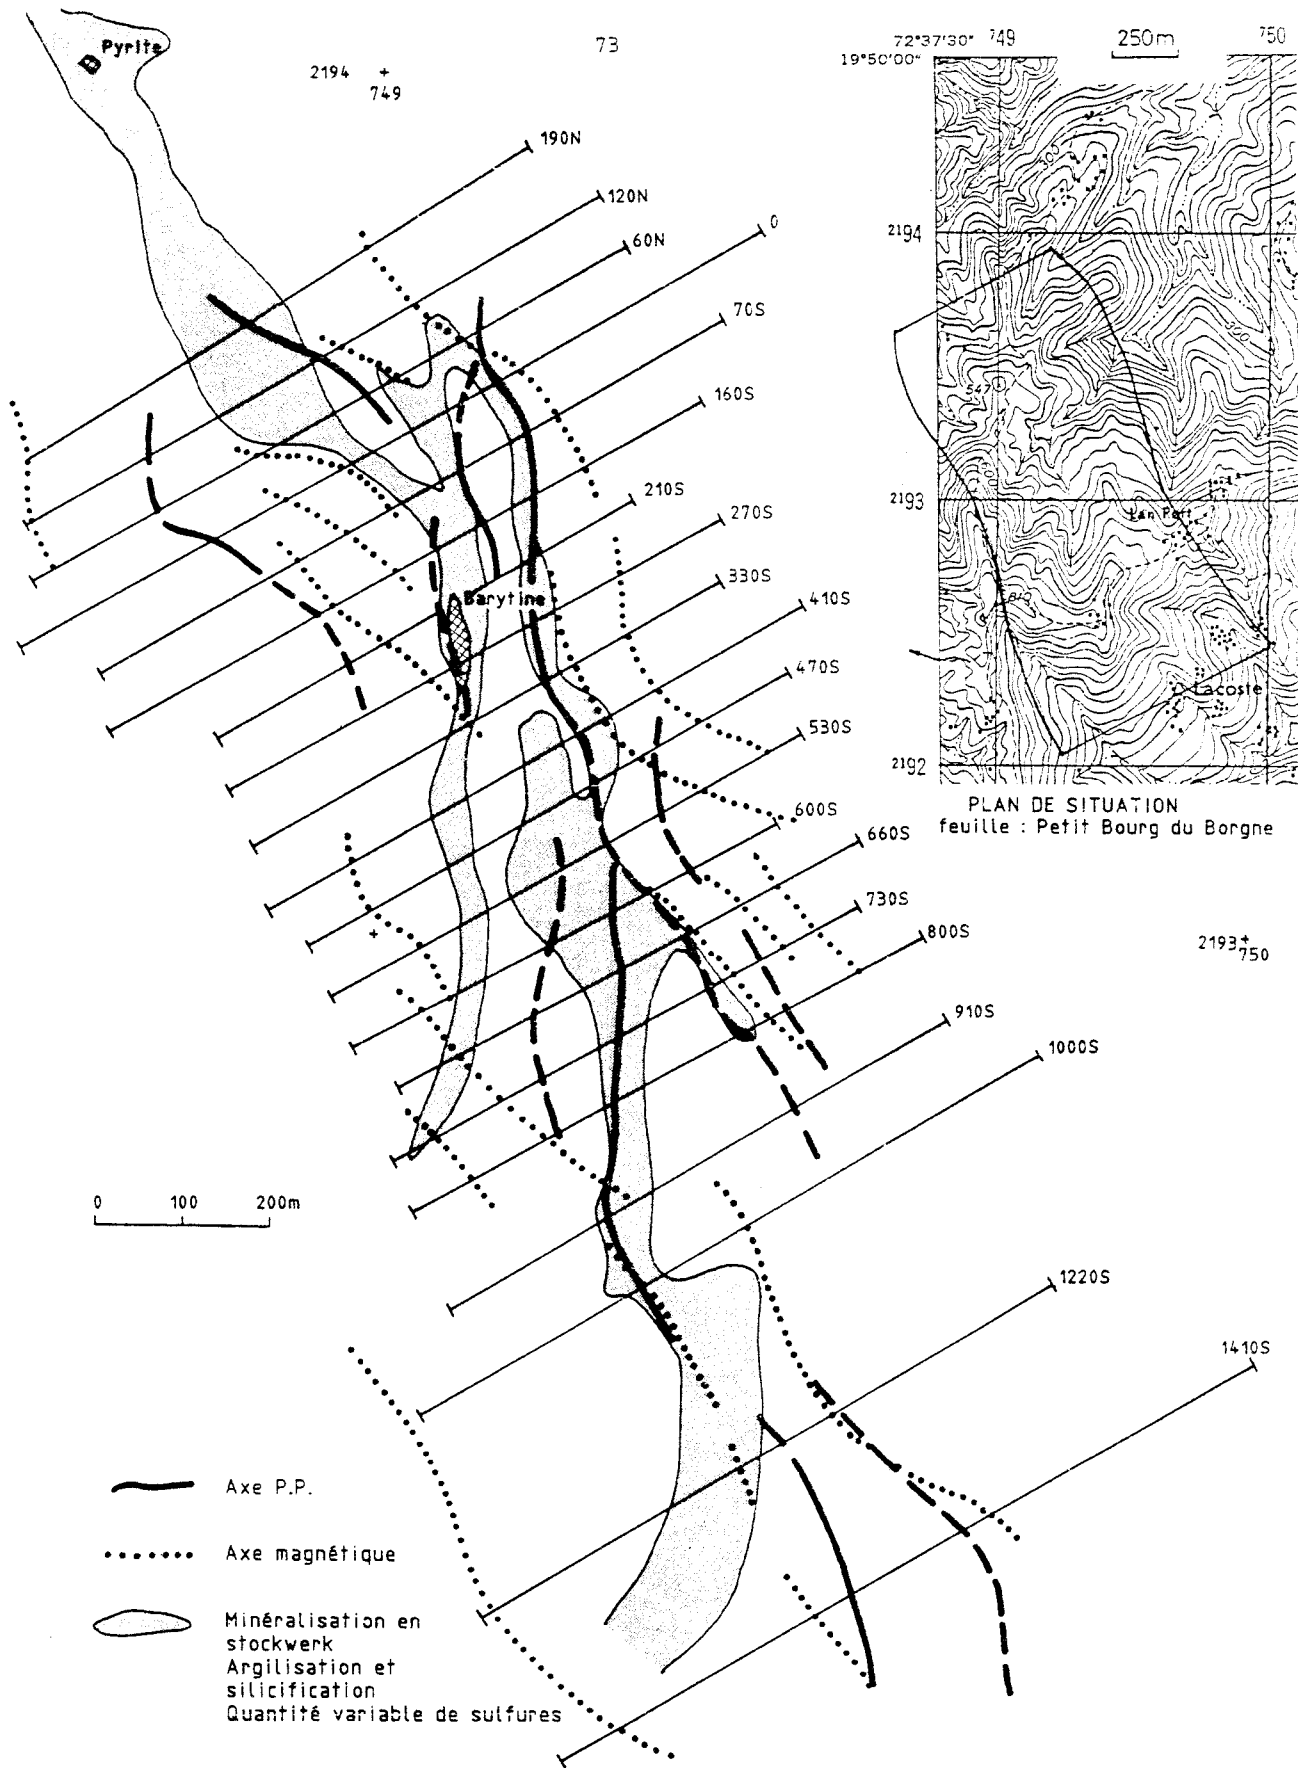 Pyrite
73
2194 +
749
72°37'30" 749
250m
750
19°50'00"
190N
120N
60N
0
70S
160S
210S
270S
330S
410S
470S
530S
600S
660S
730S
800S
910S
1000S
1220S
1410S
Barytine
300
2194
547
2193
Lan Fort
Lacoste
2192
PLAN DE SITUATION
feuille : Petit Bourg du Borgne
+
2193+
750
0 100 200m
Axe P.P.
Axe magnétique
Minéralisation en
stockwerk
Argilisation et
silicification
Quantité variable de sulfures